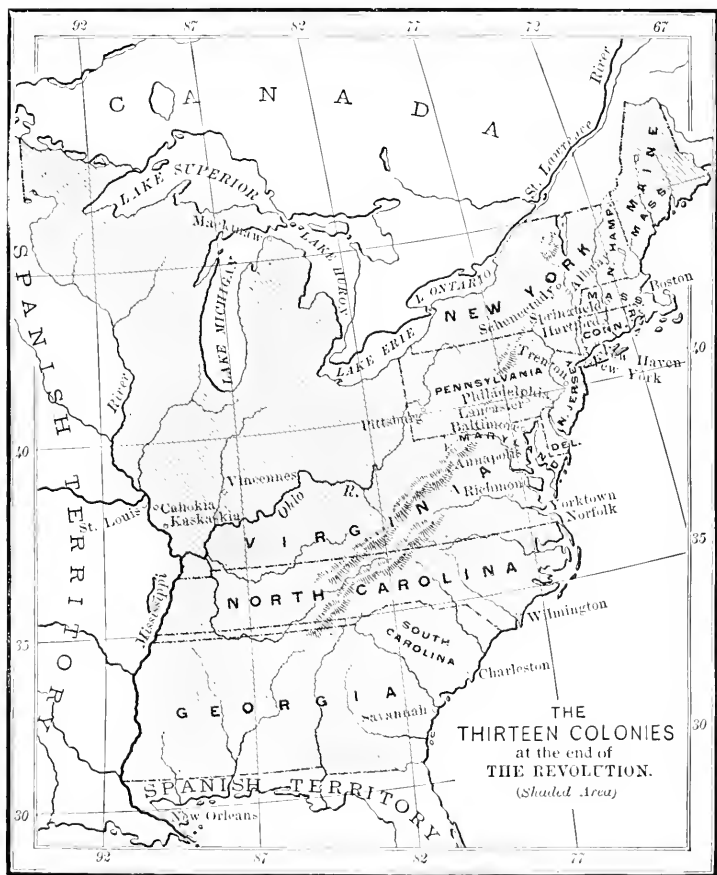 92 87 82 77 72 67
CANADA
St. Lawrence River
LAKE SUPERIOR
Mackinaw
LAKE HURON
LAKE MICHIGAN
L. ONTARIO
LAKE ERIE
MAINE
MASS
N. HAMP.
NEW YORK
Schenectady
Albany
MASS
Boston
Springfield
Hartford
CONN.
40
New Haven
New York
Trenton
N. JERSEY
PENNSYLVANIA
Philadelphia
Lancaster
Pittsburg
Baltimore
MARYLAND
DEL.
Annapolis
SPANISH TERRITORY
River
40
Vincennes
Ohio R.
VIRGINIA
Richmond
Yorktown
Norfolk
St. Louis
Cahokia
Kaskaskia
35
NORTH CAROLINA
Mississippi
35
Wilmington
SOUTH CAROLINA
Charleston
GEORGIA
Savannah
30
THE
THIRTEEN COLONIES
at the end of
THE REVOLUTION.
(Shaded Area)
SPANISH TERRITORY
New Orleans
30
92 87 82 77